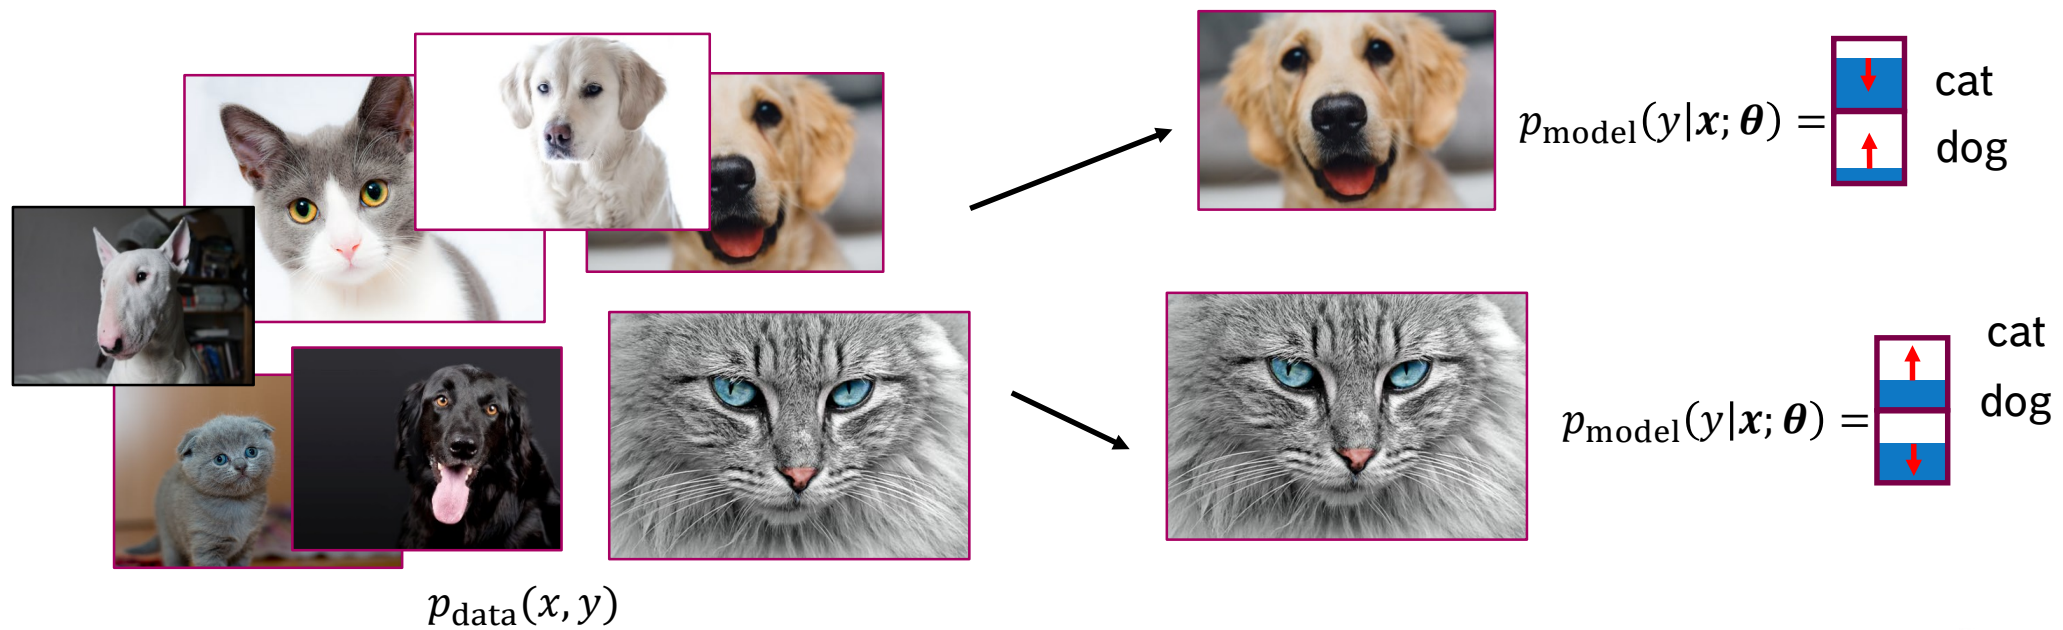 p_model(y|x; θ) =
cat
dog
p_model(y|x; θ) =
cat
dog
p_data(x, y)